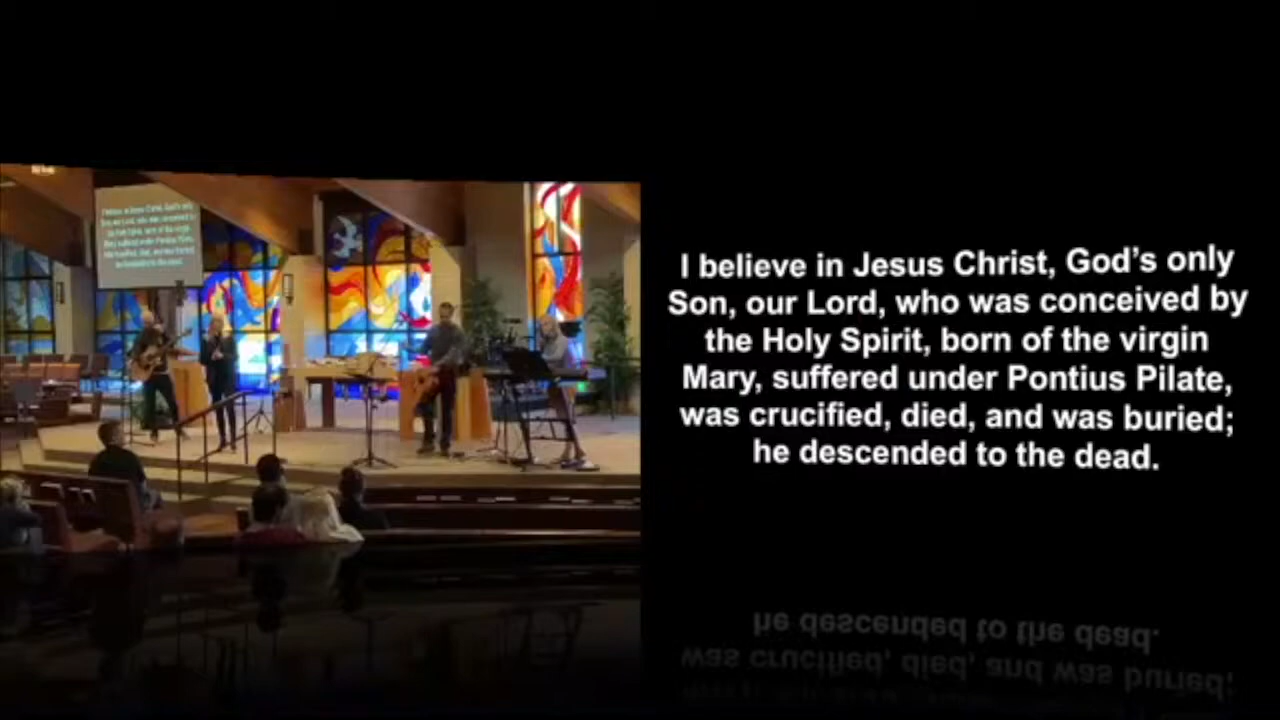 I believe in Jesus Christ, God's only
Son, our Lord, who was conceived by
the Holy Spirit, born of the virgin
Mary, suffered under Pontius Pilate,
was crucified, died, and was buried;
he descended to the dead.